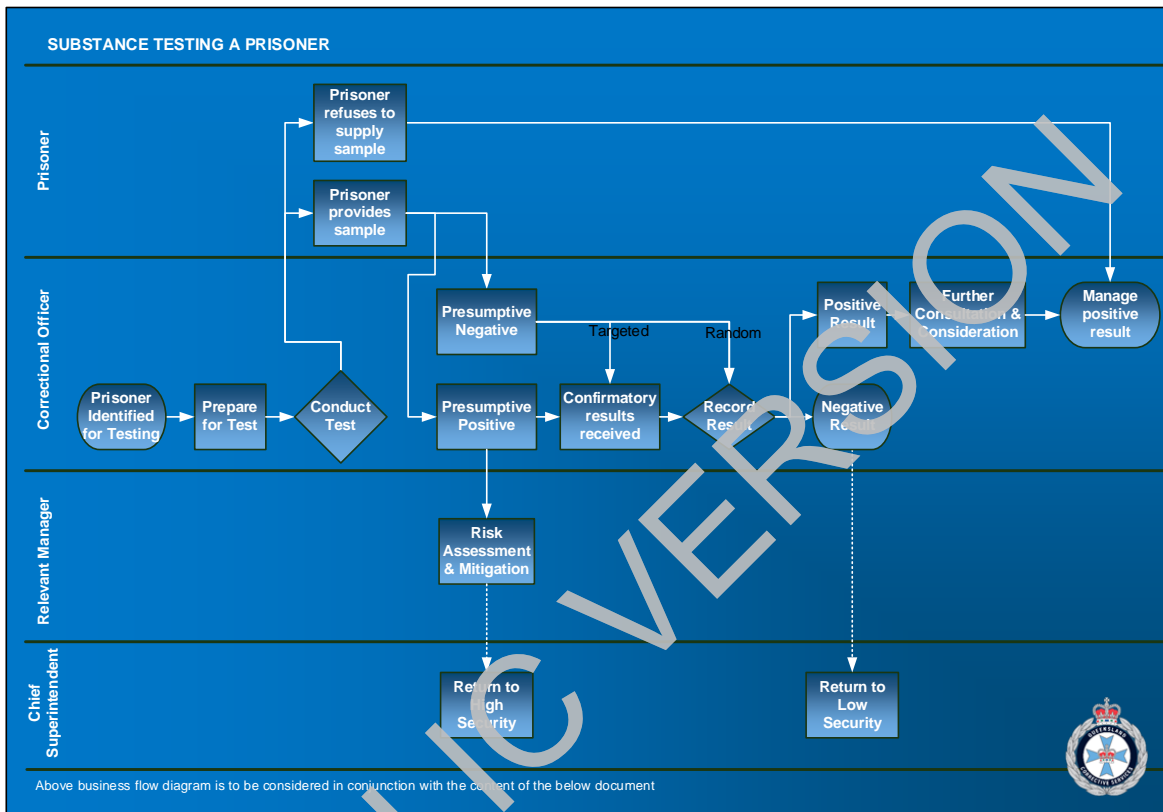 SUBSTANCE TESTING A PRISONER
Prisoner
Prisoner
refuses to
supply
sample
Prisoner
provides
sample
Correctional Officer
Presumptive
Negative
Targeted
Random
Positive
Result
Further
Consultation &
Consideration
Manage
positive
result
Prisoner
Identified
for Testing
Prepare
for Test
Conduct
Test
Presumptive
Positive
Confirmatory
results
received
Record
Result
Negative
Result
Relevant Manager
Risk
Assessment
& Mitigation
Chief
Superintendent
Return to
High
Security
Return to
Low
Security
QUEENSLAND
CORRECTIVE SERVICES
Above business flow diagram is to be considered in conjunction with the content of the below document
IC VERSION